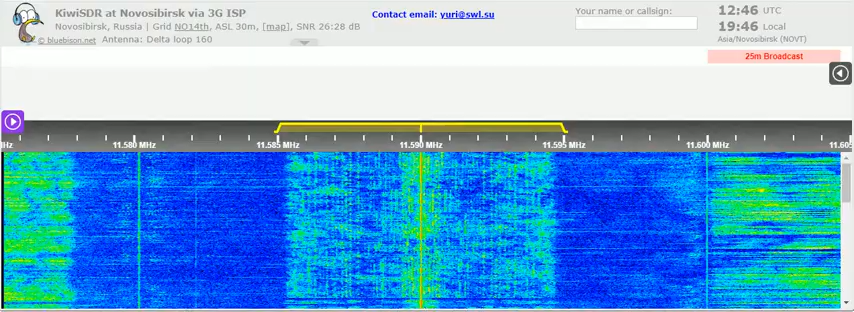 KiwiSDR at Novosibirsk via 3G ISP
Novosibirsk, Russia | Grid NO14th, ASL 30m, [map], SNR 26:28 dB
© bluebison.net Antenna: Delta loop 160
Contact email: yuri@swl.su
Your name or callsign:
12:46 UTC
19:46 Local
Asia/Novosibirsk (NOVT)
25m Broadcast
Hz 11.580 MHz 11.585 MHz 11.590 MHz 11.595 MHz 11.600 MHz 11.605